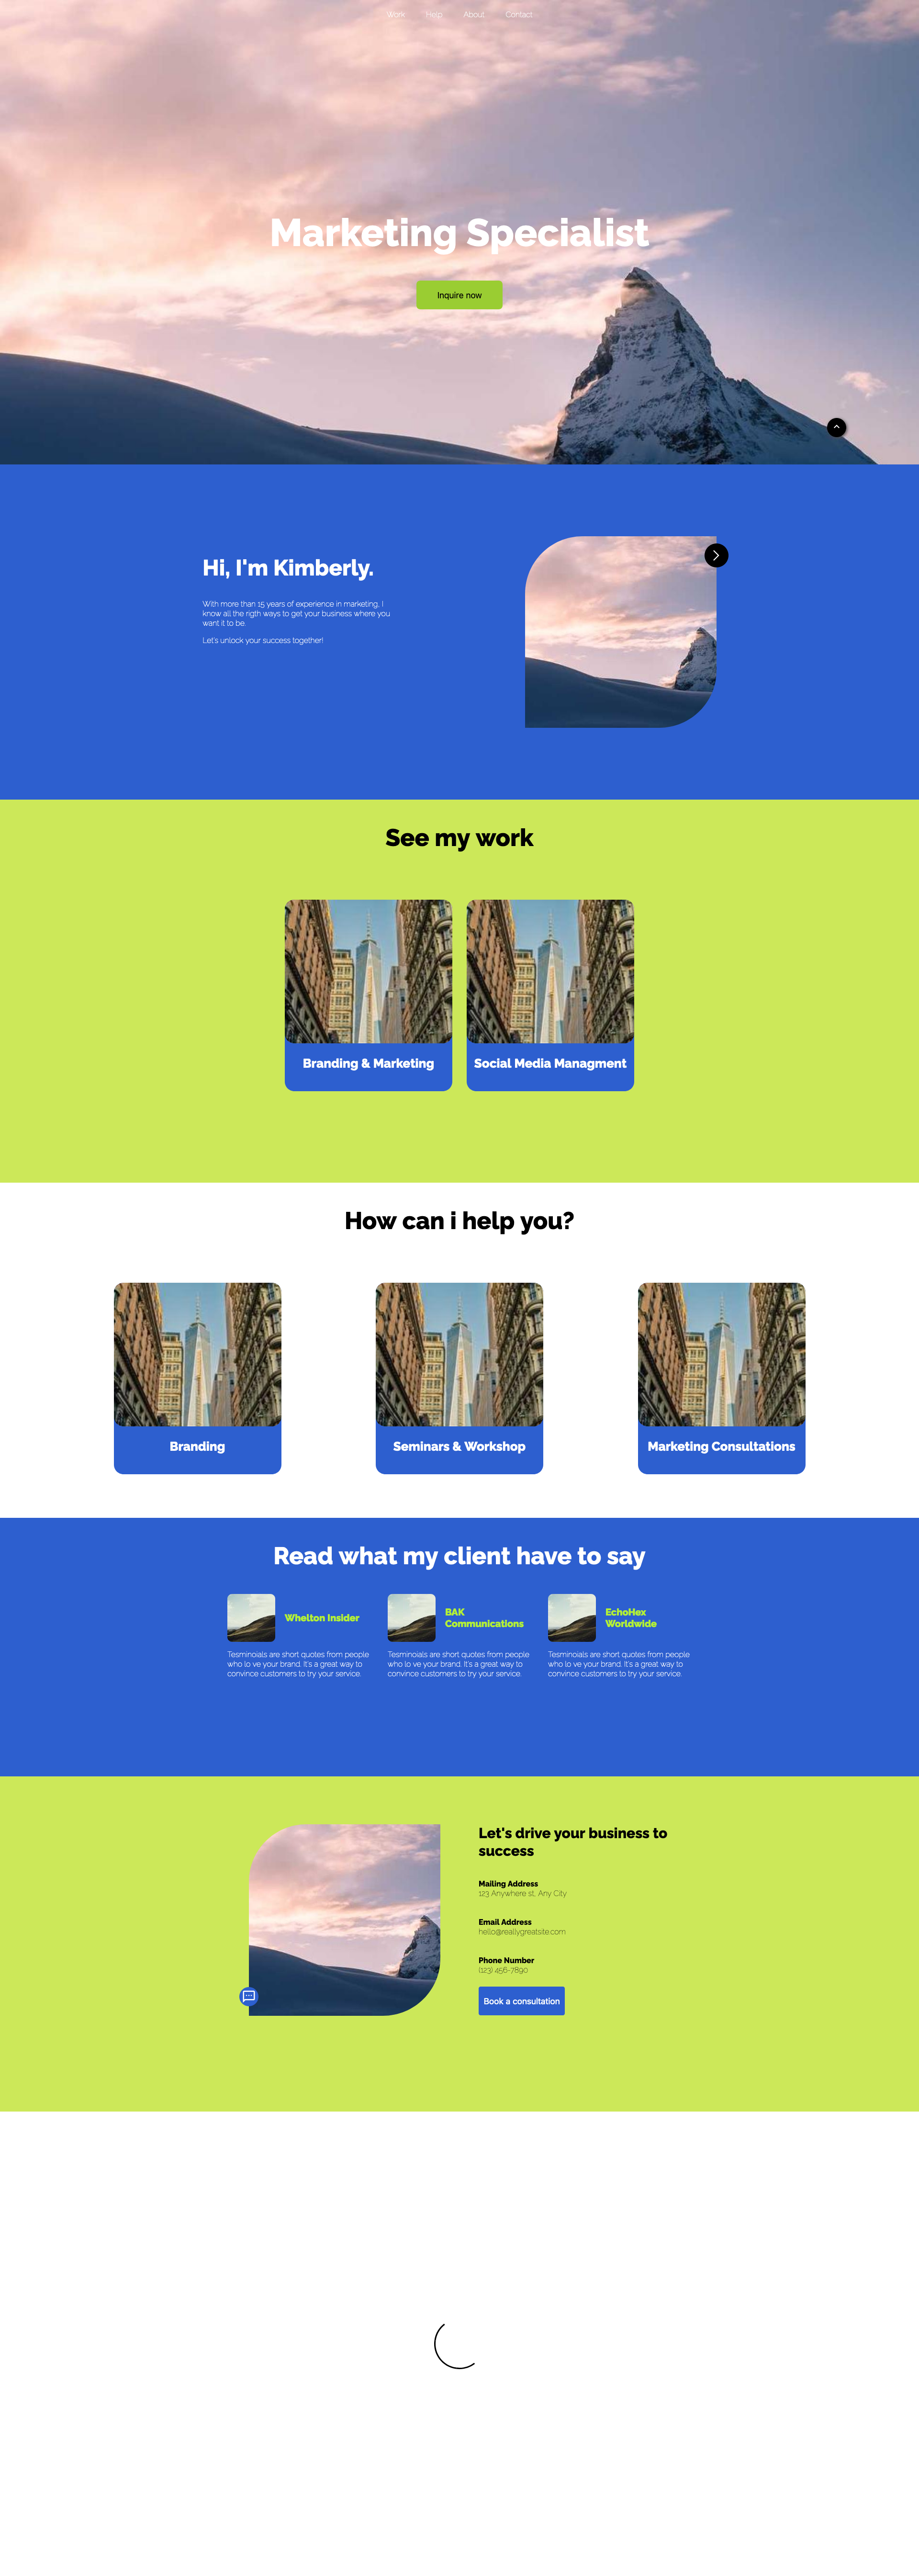 Work Help About Contact
Marketing Specialist
Inquire now
Hi, I'm Kimberly.
With more than 15 years of experience in marketing, I
know all the rigth ways to get your business where you
want it to be.
Let's unlock your success together!
See my work
Branding & Marketing
Social Media Managment
How can i help you?
Branding
Seminars & Workshop
Marketing Consultations
Read what my client have to say
Whelton Insider
Tesminoials are short quotes from people
who lo ve your brand. It's a great way to
convince customers to try your service.
BAK
Communications
Tesminoials are short quotes from people
who lo ve your brand. It's a great way to
convince customers to try your service.
EchoHex
Worldwide
Tesminoials are short quotes from people
who lo ve your brand. It's a great way to
convince customers to try your service.
Let's drive your business to
success
Mailing Address
123 Anywhere st., Any City
Email Address
hello@reallygreatsite.com
Phone Number
(123) 456-7890
Book a consultation